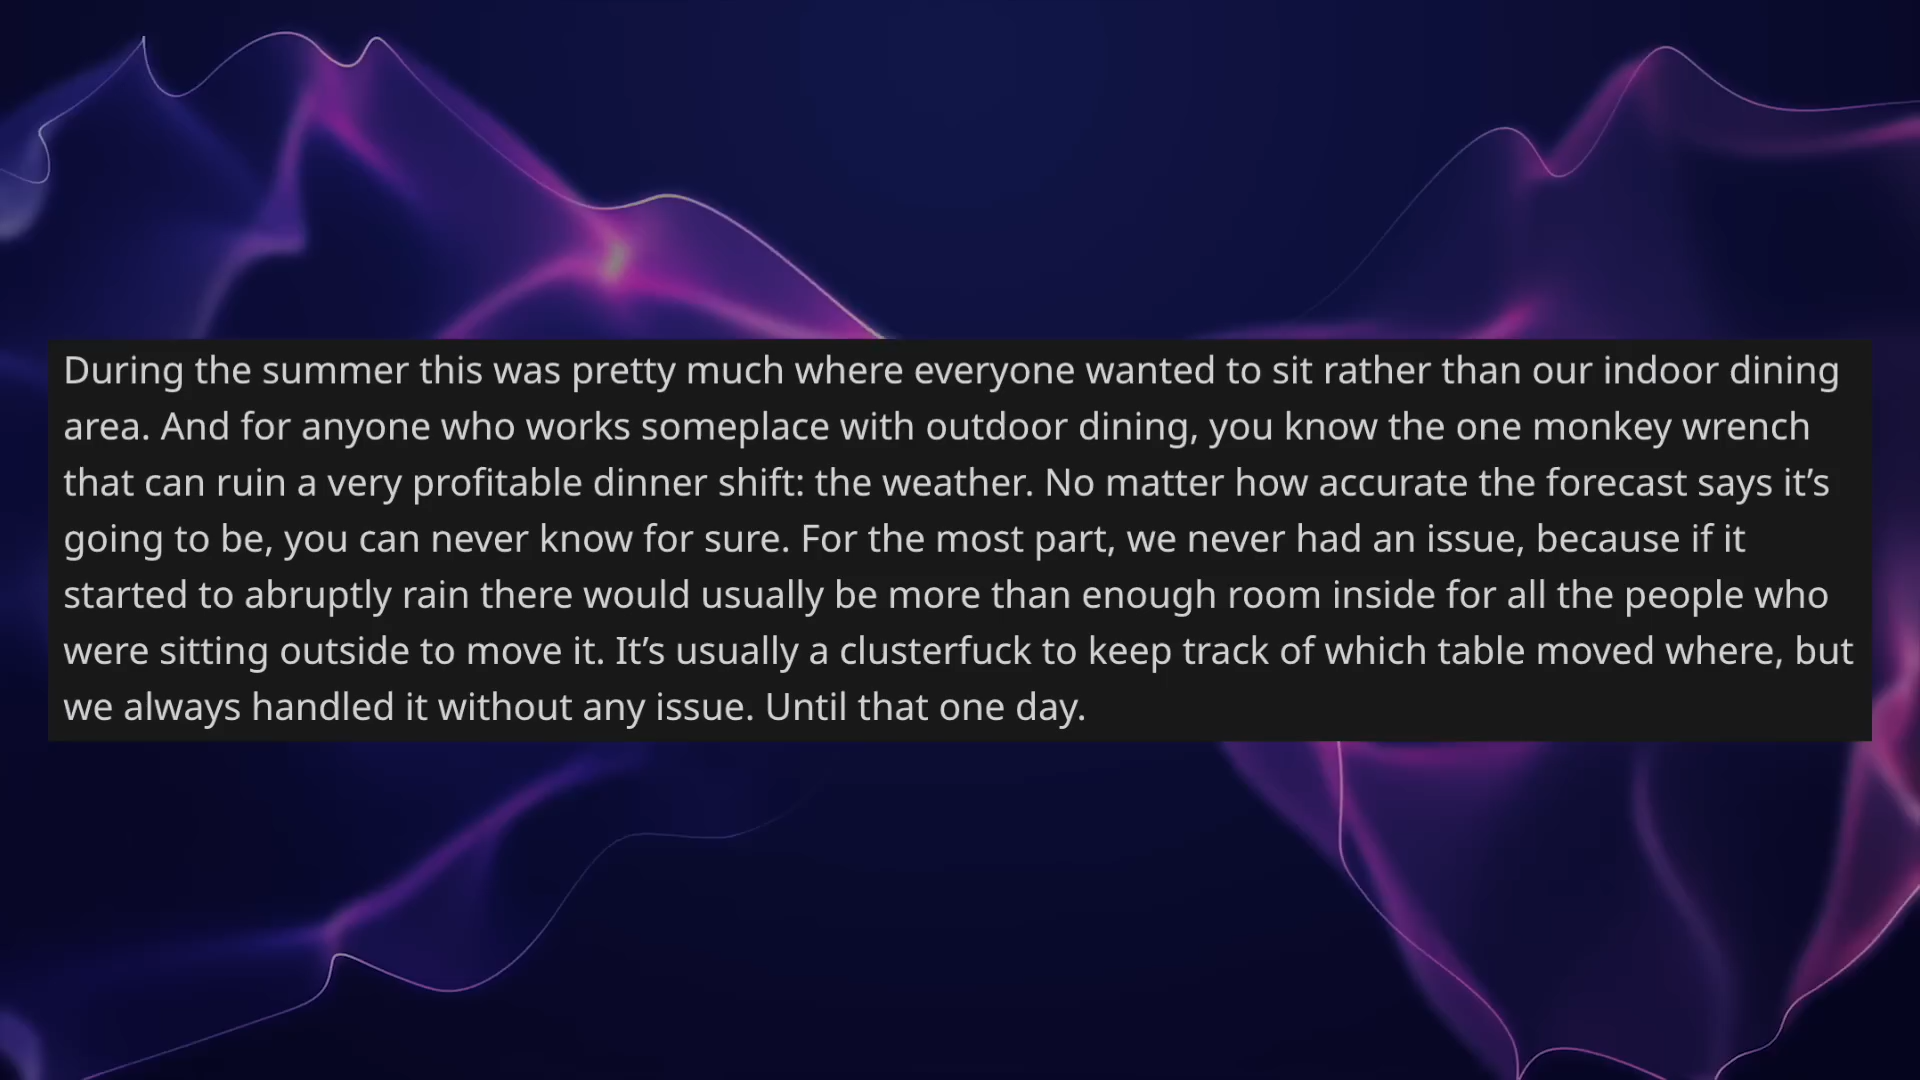 During the summer this was pretty much where everyone wanted to sit rather than our indoor dining
area. And for anyone who works someplace with outdoor dining, you know the one monkey wrench
that can ruin a very profitable dinner shift: the weather. No matter how accurate the forecast says it’s
going to be, you can never know for sure. For the most part, we never had an issue, because if it
started to abruptly rain there would usually be more than enough room inside for all the people who
were sitting outside to move it. It’s usually a clusterfuck to keep track of which table moved where, but
we always handled it without any issue. Until that one day.